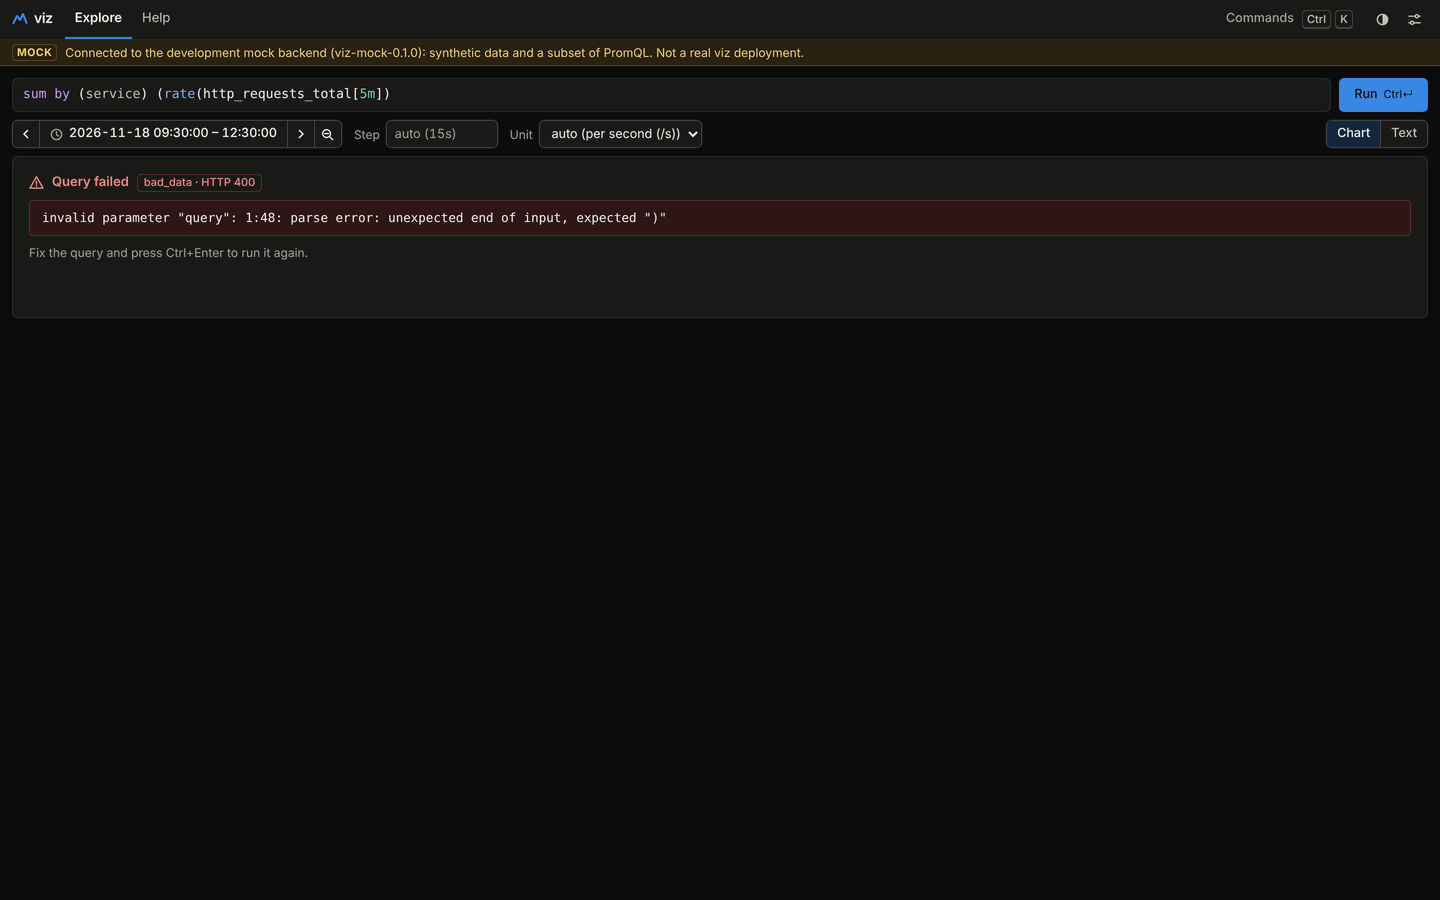 viz Explore Help Commands Ctrl K
MOCK Connected to the development mock backend (viz-mock-0.1.0): synthetic data and a subset of PromQL. Not a real viz deployment.
sum by (service) (rate(http_requests_total[5m])
Run Ctrl↵
2026-11-18 09:30:00 – 12:30:00 Step auto (15s) Unit auto (per second (/s)) Chart Text
Query failed bad_data · HTTP 400
invalid parameter "query": 1:48: parse error: unexpected end of input, expected ")"
Fix the query and press Ctrl+Enter to run it again.